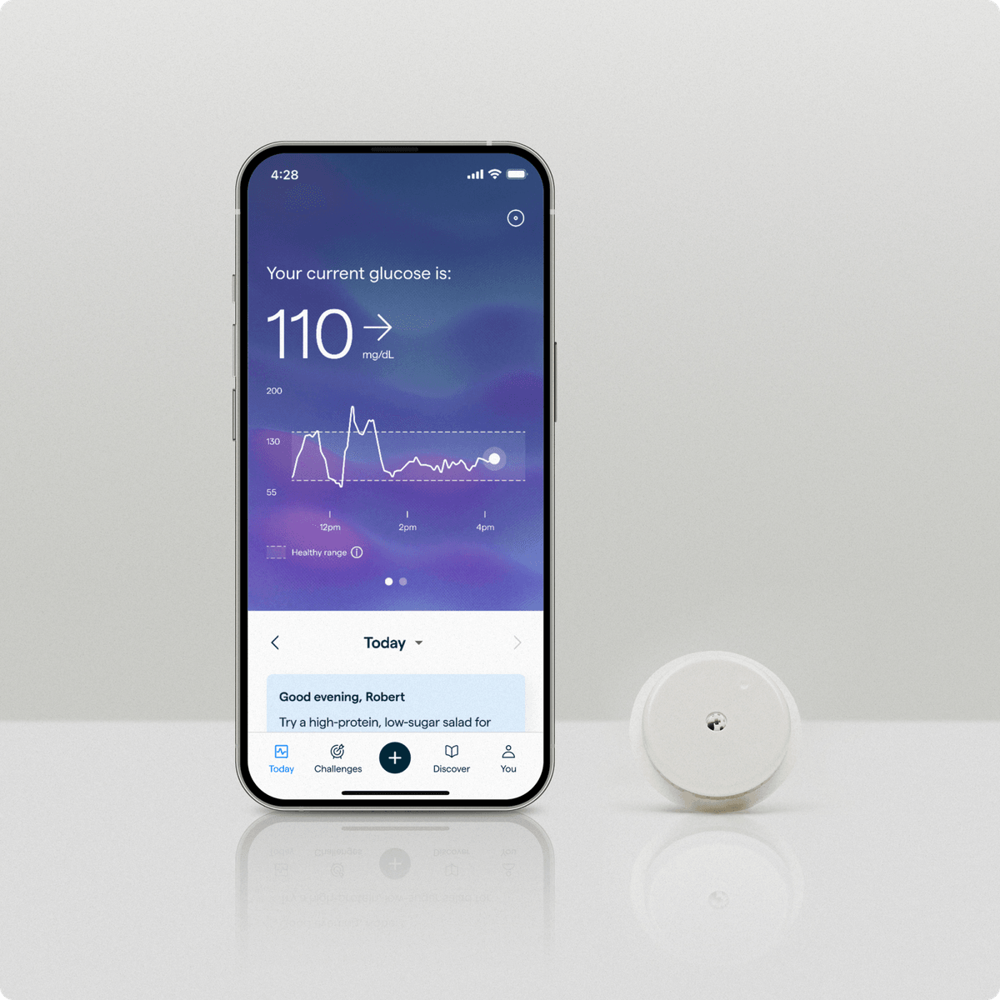 4:28
Your current glucose is:
110
mg/dL
200
130
55
12pm
2pm
4pm
Healthy range
Today
Good evening, Robert
Try a high-protein, low-sugar salad for
Today
Challenges
Discover
You